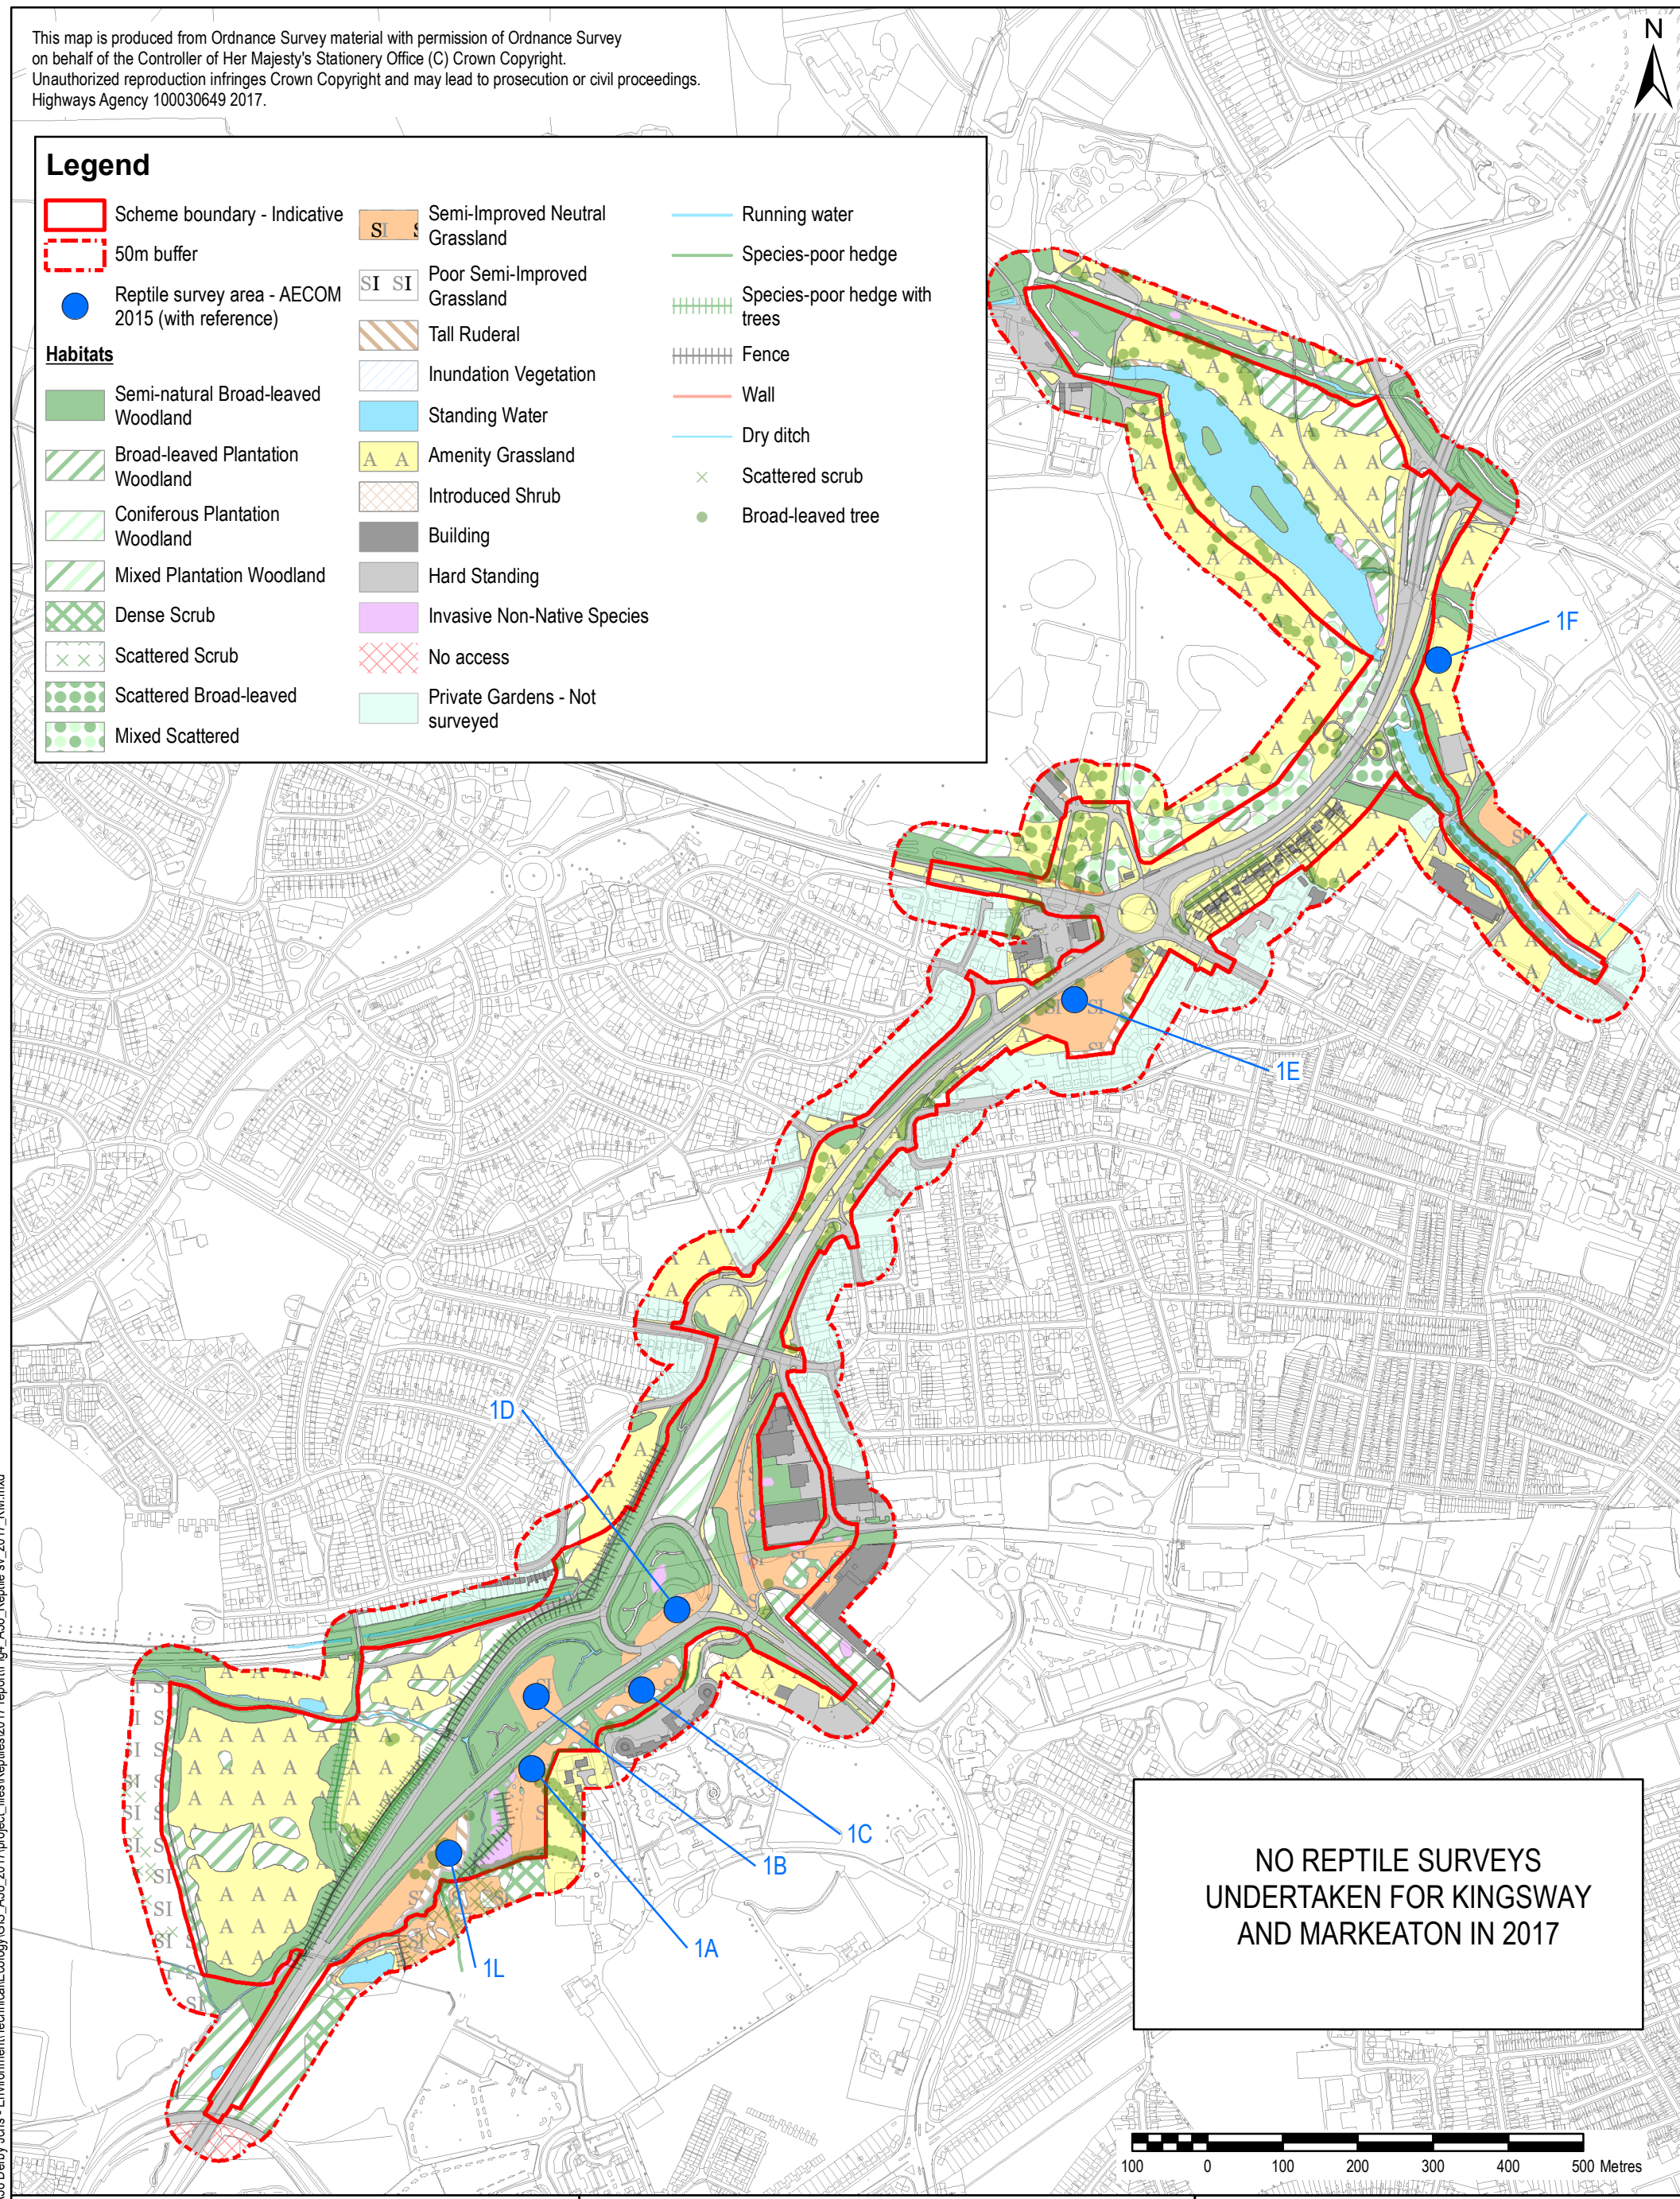 This map is produced from Ordnance Survey material with permission of Ordnance Survey
on behalf of the Controller of Her Majesty's Stationery Office (C) Crown Copyright.
Unauthorized reproduction infringes Crown Copyright and may lead to prosecution or civil proceedings.
Highways Agency 100030649 2017.
N
Legend
Scheme boundary - Indicative
50m buffer
Reptile survey area - AECOM
2015 (with reference)
Habitats
Semi-natural Broad-leaved
Woodland
Broad-leaved Plantation
Woodland
Coniferous Plantation
Woodland
Mixed Plantation Woodland
Dense Scrub
Scattered Scrub
Scattered Broad-leaved
Mixed Scattered
SI
Semi-Improved Neutral
Grassland
SI SI
Poor Semi-Improved
Grassland
Tall Ruderal
Inundation Vegetation
Standing Water
A A
Amenity Grassland
Introduced Shrub
Building
Hard Standing
Invasive Non-Native Species
No access
Private Gardens - Not
surveyed
Running water
Species-poor hedge
Species-poor hedge with
trees
Fence
Wall
Dry ditch
Scattered scrub
Broad-leaved tree
1F
1E
1D
1C
1B
1A
1L
NO REPTILE SURVEYS
UNDERTAKEN FOR KINGSWAY
AND MARKEATON IN 2017
100 0 100 200 300 400 500 Metres